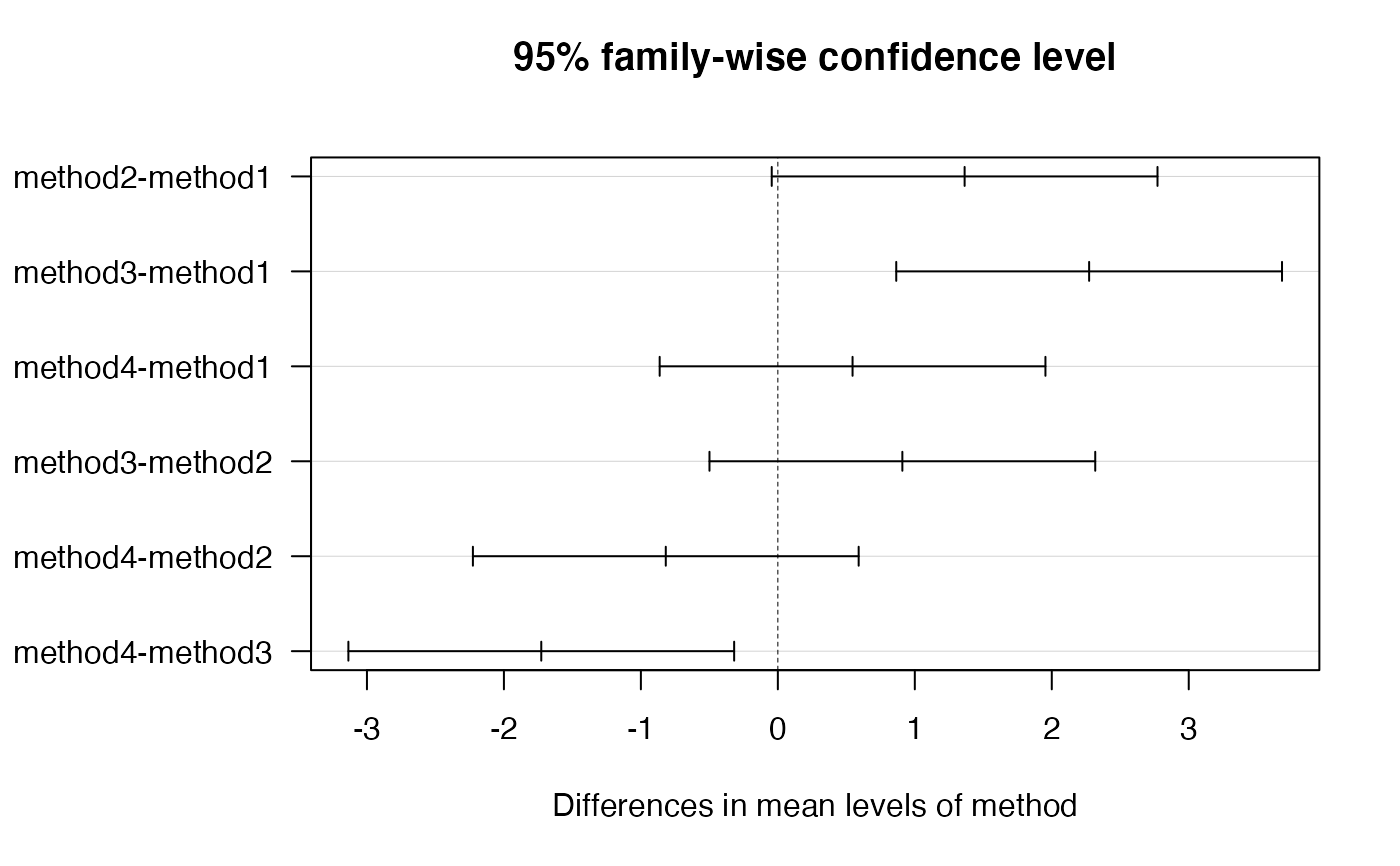 95% family-wise confidence level
method2-method1
method3-method1
method4-method1
method3-method2
method4-method2
method4-method3
-3 -2 -1 0 1 2 3
Differences in mean levels of method